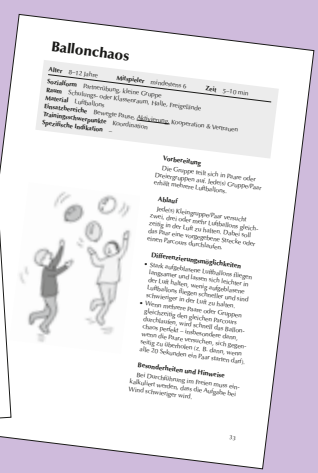 Ballonchaos
Alter 8–12 Jahre Mitspieler mindestens 6 Zeit 5–10 min
Sozialform Partnerübung, kleine Gruppe
Raum Schulungs- oder Klassenraum, Halle, Freigelände
Material Luftballons
Einsatzbereiche Bewegte Pause, Aktivierung, Kooperation & Vertrauen
Trainingsschwerpunkte Koordination
Spezifische Indikation –
Vorbereitung
Die Gruppe teilt sich in Paare oder
Dreiergruppen auf. Jede(s) Gruppe/Paar
erhält mehrere Luftballons.
Ablauf
Jede(s) Kleingruppe/Paar versucht
zwei, drei oder mehr Luftballons gleich-
zeitig in der Luft zu halten. Dabei soll
das Paar eine vorgegebene Strecke oder
einen Parcours durchlaufen.
Differenzierungsmöglichkeiten
• Stark aufgeblasene Luftballons fliegen
langsamer und lassen sich leichter in
der Luft halten, wenig aufgeblasene
Luftballons fliegen schneller und sind
schwieriger in der Luft zu halten.
• Wenn mehrere Paare oder Gruppen
gleichzeitig den gleichen Parcours
durchlaufen, wird schnell das Ballon-
chaos perfekt – insbesondere dann,
wenn die Paare versuchen, sich gegen-
seitig zu überholen (z. B. dann, wenn
alle 20 Sekunden ein Paar starten darf).
Besonderheiten und Hinweise
Bei Durchführung im Freien muss ein-
kalkuliert werden, dass die Aufgabe bei
Wind schwieriger wird.
33